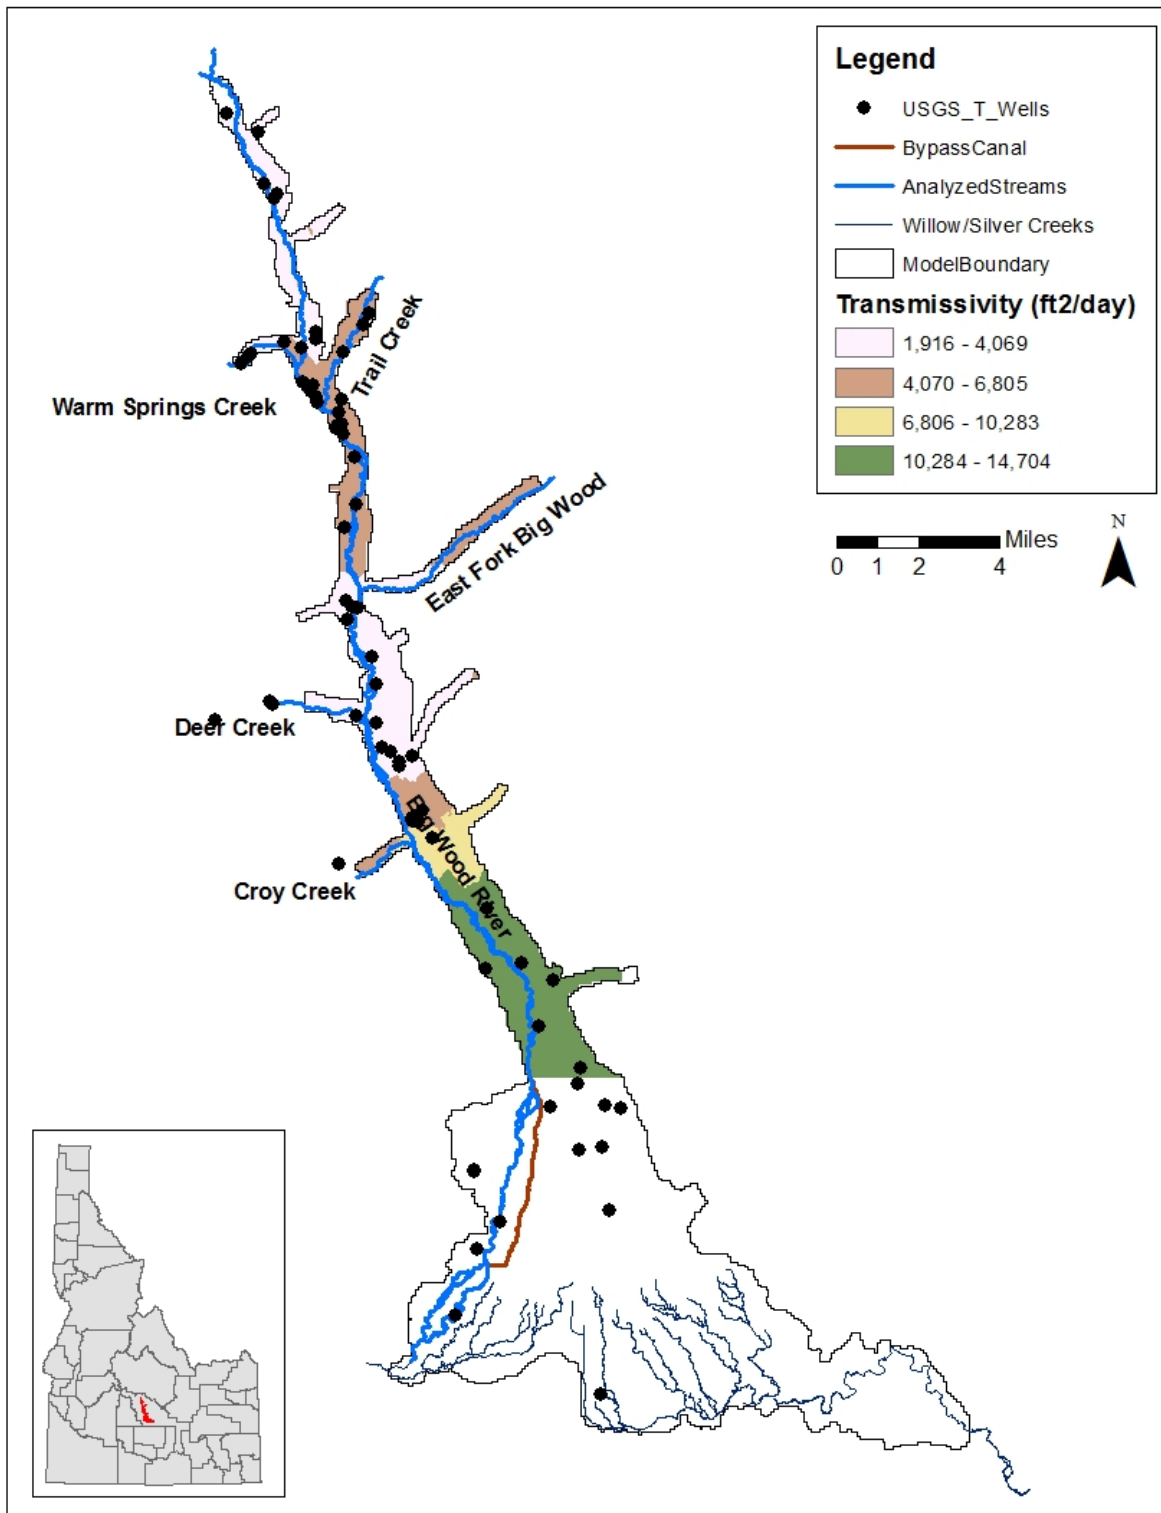 Legend
USGS_T_Wells
BypassCanal
AnalyzedStreams
Willow/Silver Creeks
ModelBoundary
Transmissivity (ft2/day)
1,916 - 4,069
4,070 - 6,805
6,806 - 10,283
10,284 - 14,704
Miles
0 1 2 4
N
Trail Creek
Warm Springs Creek
East Fork Big Wood
Deer Creek
Big Wood River
Croy Creek